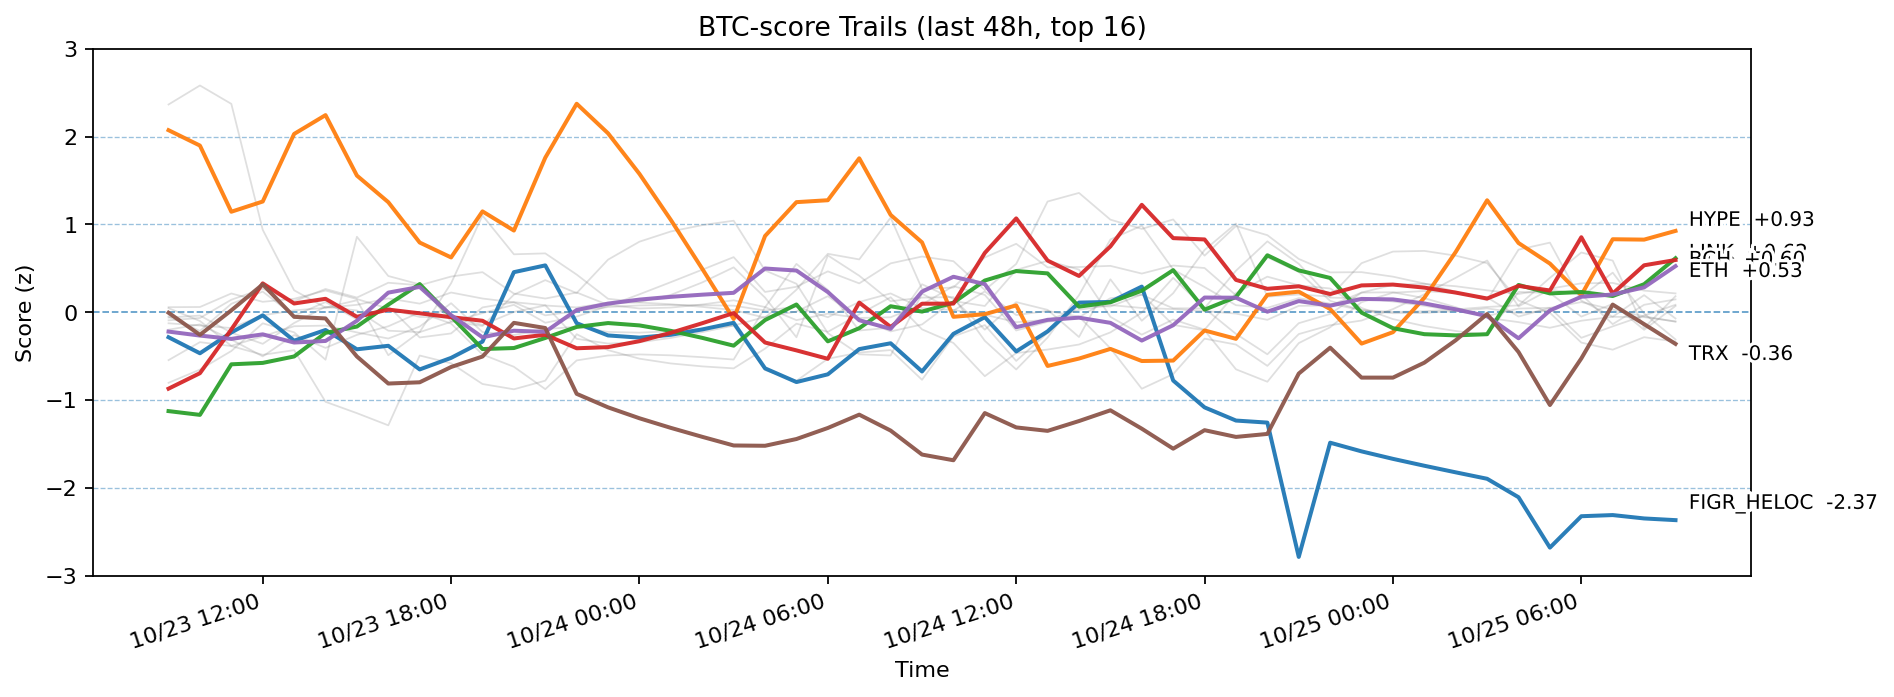 BTC-score Trails (last 48h, top 16)
Score (z)
3
2
1
0
−1
−2
−3
HYPE +0.93
ETH +0.53
TRX -0.36
FIGR_HELOC -2.37
10/23 12:00
10/23 18:00
10/24 00:00
10/24 06:00
10/24 12:00
10/24 18:00
10/25 00:00
10/25 06:00
Time